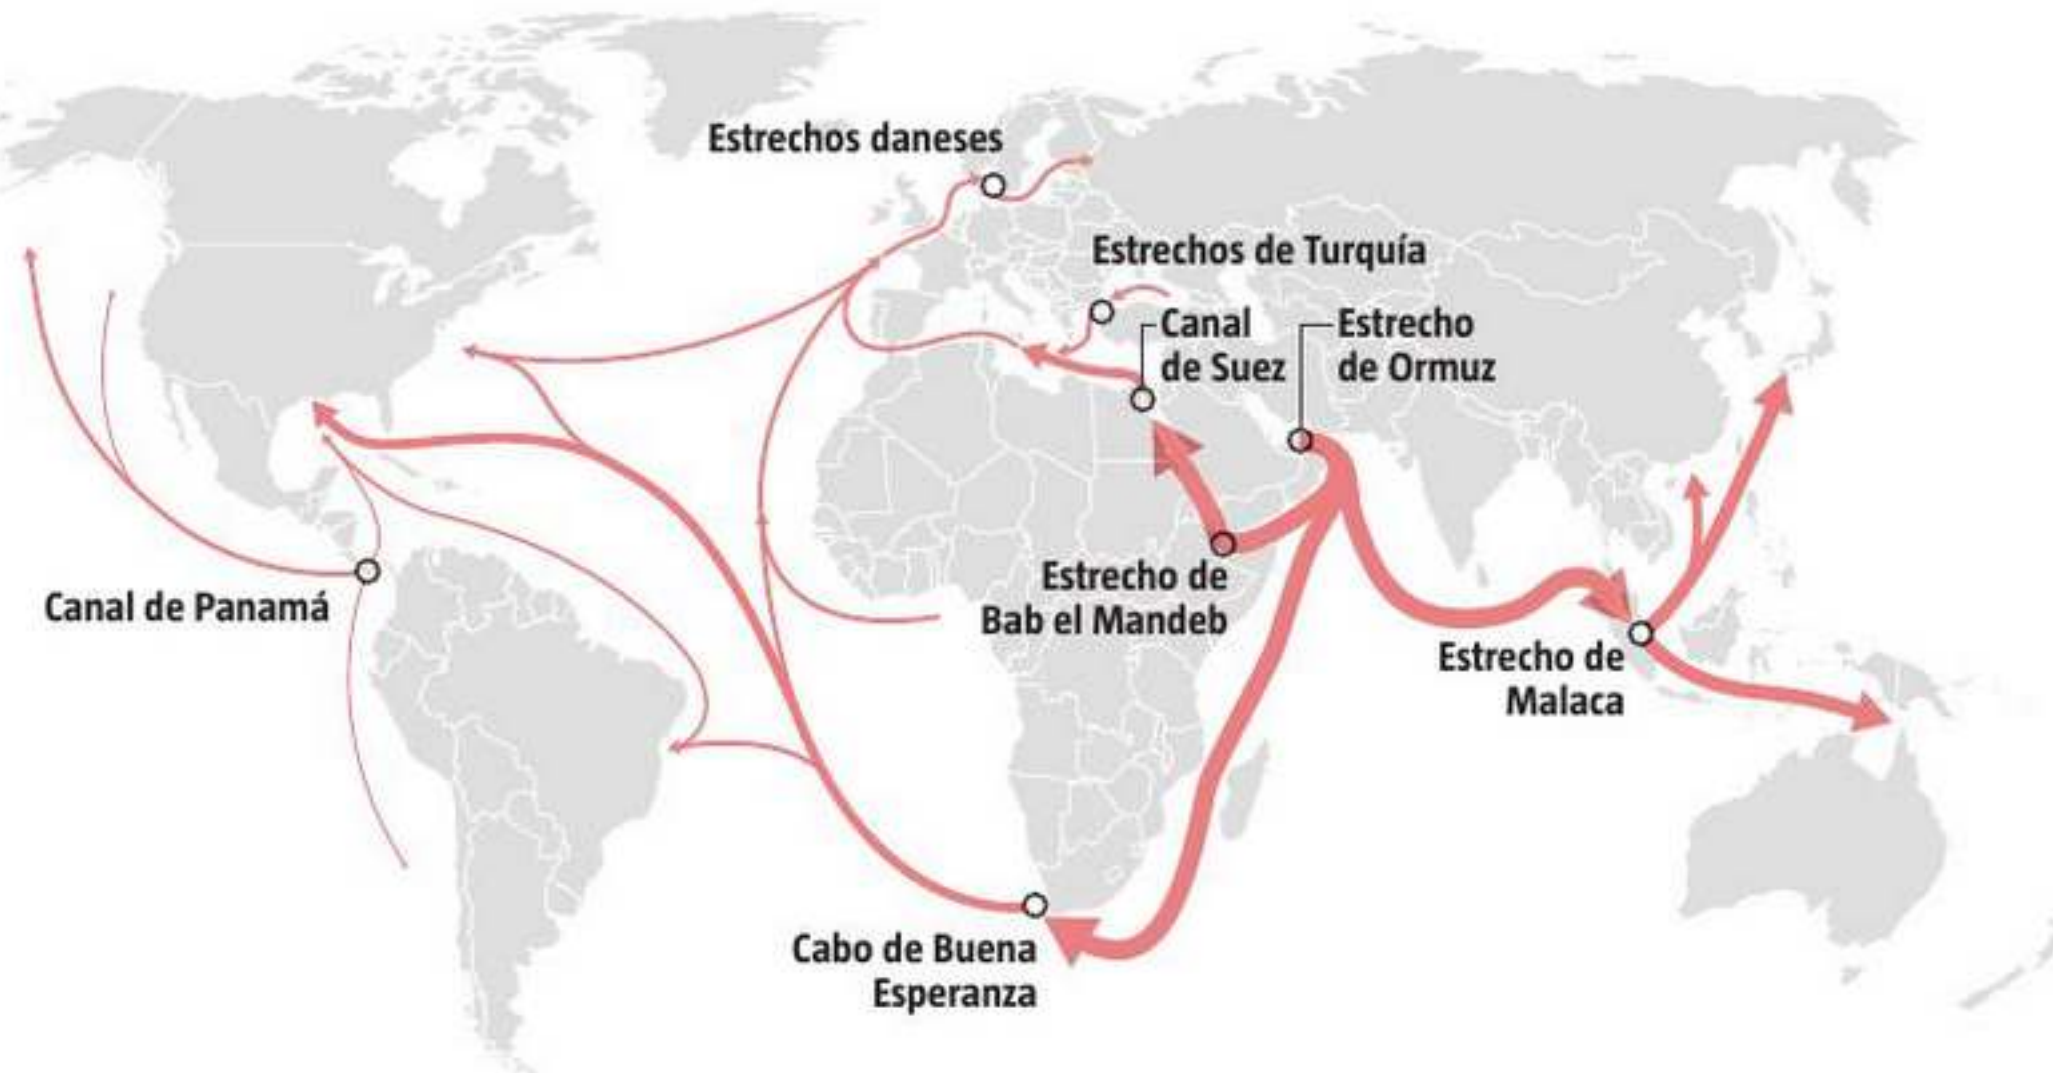 Estrechos daneses
Estrechos de Turquía
Canal
de Suez
Estrecho
de Ormuz
Estrecho de
Bab el Mandeb
Canal de Panamá
Estrecho de
Malaca
Cabo de Buena
Esperanza